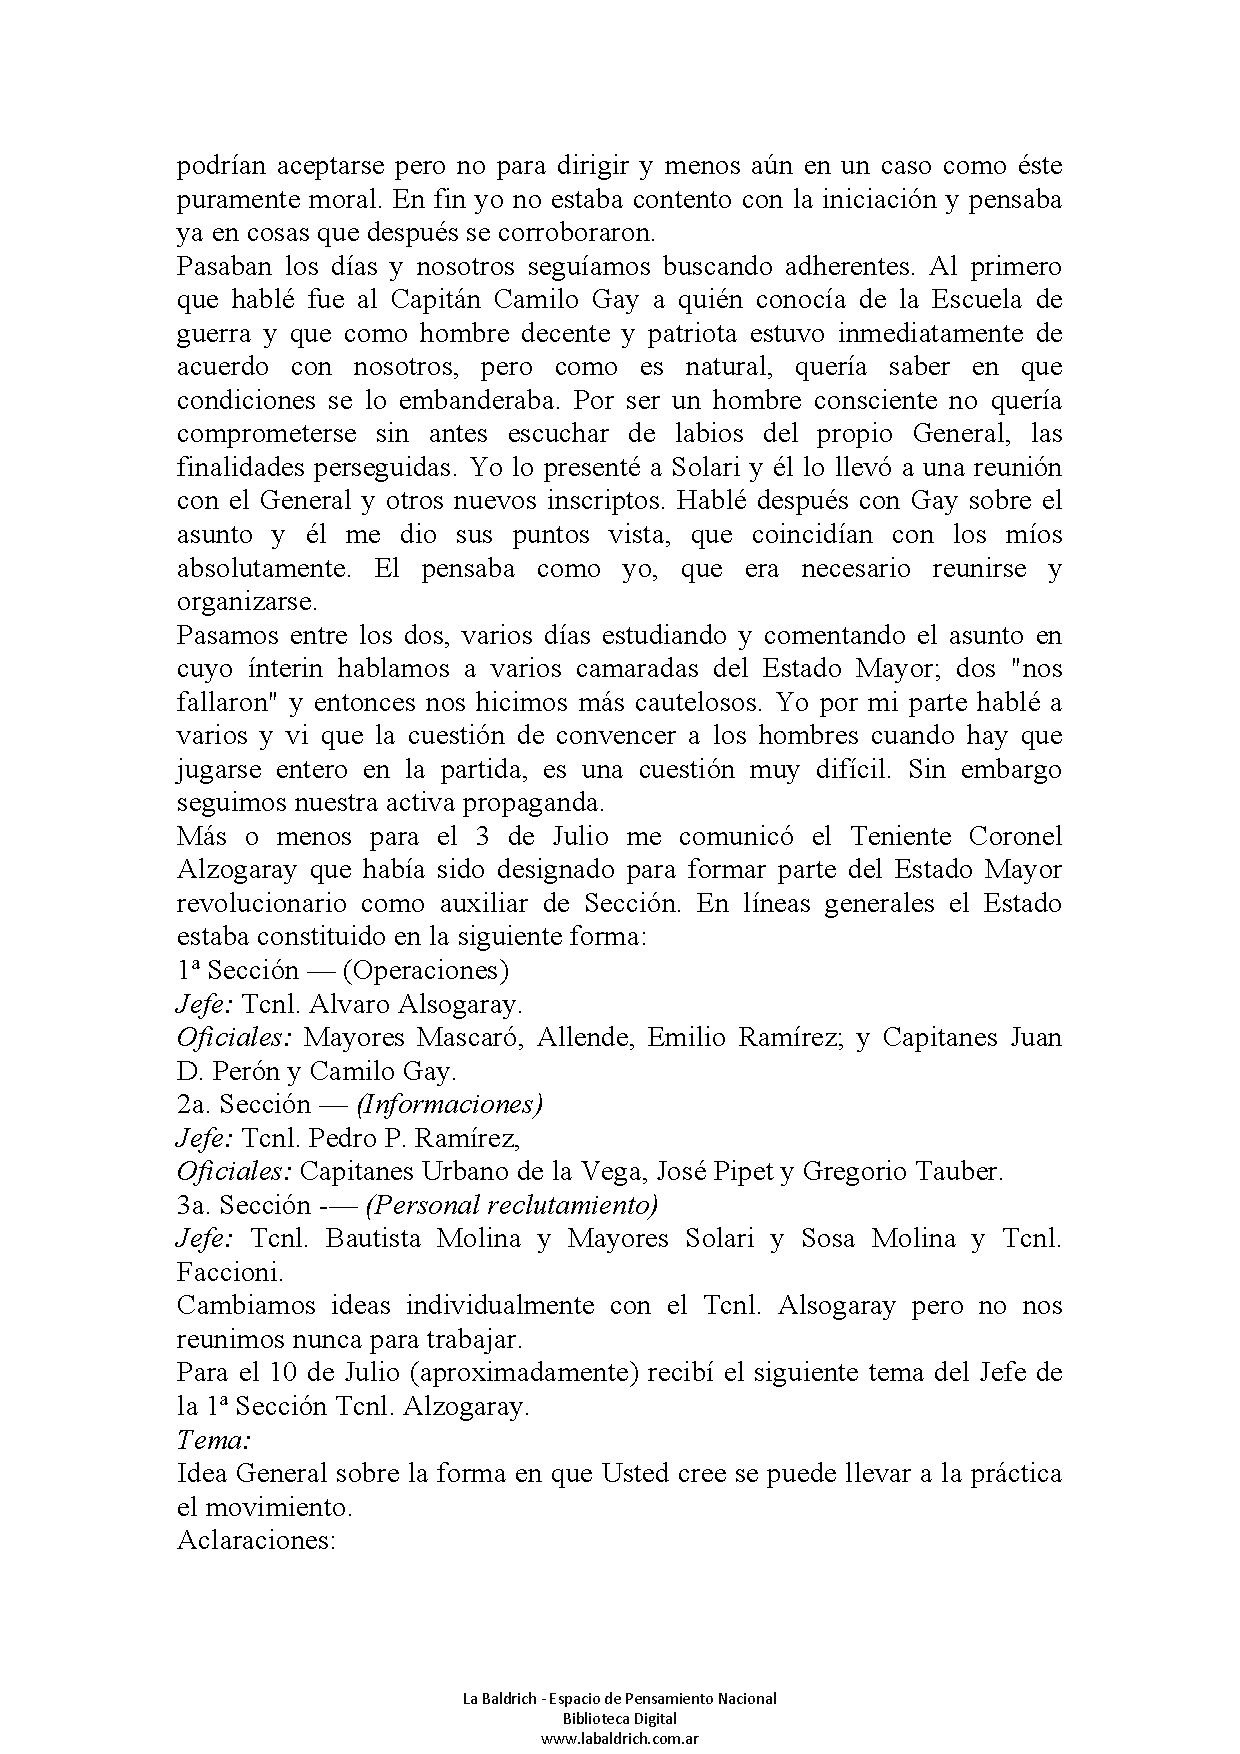 podrían aceptarse pero no para dirigir y menos aún en un caso como éste
puramente moral. En fin yo no estaba contento con la iniciación y pensaba
ya en cosas que después se corroboraron.
Pasaban los días y nosotros seguíamos buscando adherentes. Al primero
que hablé fue al Capitán Camilo Gay a quién conocía de la Escuela de
guerra y que como hombre decente y patriota estuvo inmediatamente de
acuerdo con nosotros, pero como es natural, quería saber en que
condiciones se lo embanderaba. Por ser un hombre consciente no quería
comprometerse sin antes escuchar de labios del propio General, las
finalidades perseguidas. Yo lo presenté a Solari y él lo llevó a una reunión
con el General y otros nuevos inscriptos. Hablé después con Gay sobre el
asunto y él me dio sus puntos vista, que coincidían con los míos
absolutamente. El pensaba como yo, que era necesario reunirse y
organizarse.
Pasamos entre los dos, varios días estudiando y comentando el asunto en
cuyo ínterin hablamos a varios camaradas del Estado Mayor; dos "nos
fallaron" y entonces nos hicimos más cautelosos. Yo por mi parte hablé a
varios y vi que la cuestión de convencer a los hombres cuando hay que
jugarse entero en la partida, es una cuestión muy difícil. Sin embargo
seguimos nuestra activa propaganda.
Más o menos para el 3 de Julio me comunicó el Teniente Coronel
Alzogaray que había sido designado para formar parte del Estado Mayor
revolucionario como auxiliar de Sección. En líneas generales el Estado
estaba constituido en la siguiente forma:
1ª Sección — (Operaciones)
Jefe: Tcnl. Alvaro Alsogaray.
Oficiales: Mayores Mascaró, Allende, Emilio Ramírez; y Capitanes Juan
D. Perón y Camilo Gay.
2a. Sección — (Informaciones)
Jefe: Tcnl. Pedro P. Ramírez,
Oficiales: Capitanes Urbano de la Vega, José Pipet y Gregorio Tauber.
3a. Sección -— (Personal reclutamiento)
Jefe: Tcnl. Bautista Molina y Mayores Solari y Sosa Molina y Tcnl.
Faccioni.
Cambiamos ideas individualmente con el Tcnl. Alsogaray pero no nos
reunimos nunca para trabajar.
Para el 10 de Julio (aproximadamente) recibí el siguiente tema del Jefe de
la 1ª Sección Tcnl. Alzogaray.
Tema:
Idea General sobre la forma en que Usted cree se puede llevar a la práctica
el movimiento.
Aclaraciones:
La Baldrich - Espacio de Pensamiento Nacional
Biblioteca Digital
www.labaldrich.com.ar